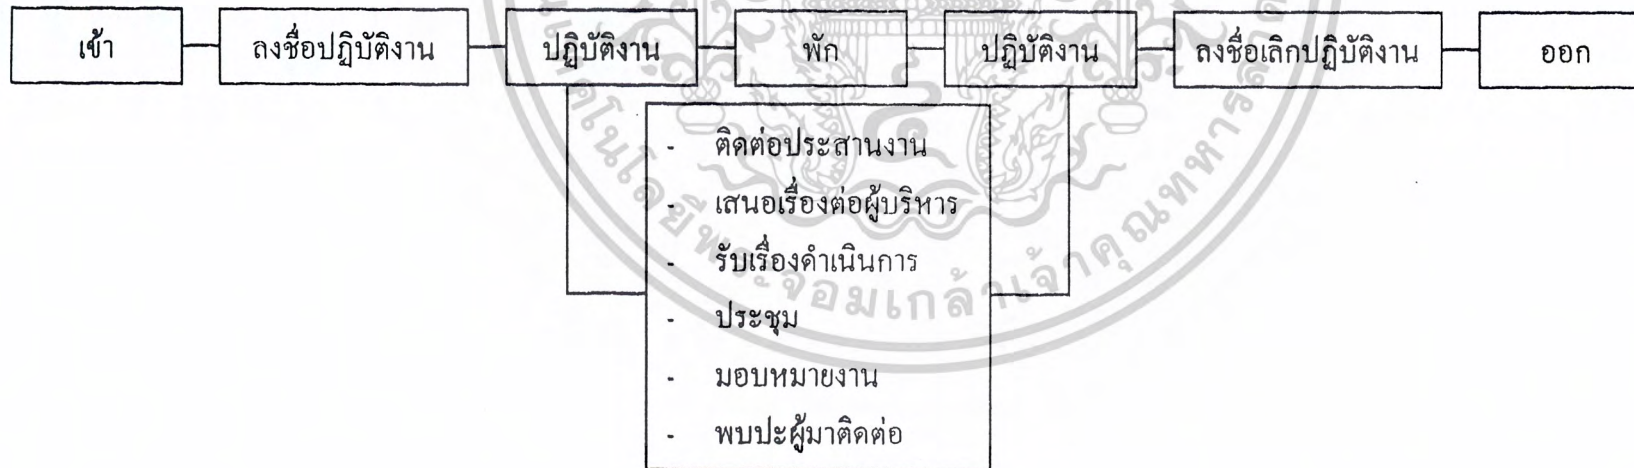 เข้า ลงชื่อปฏิบัติงาน ปฏิบัติงาน พัก ปฏิบัติงาน ลงชื่อเลิกปฏิบัติงาน ออก
- ติดต่อประสานงาน
- เสนอเรื่องต่อผู้บริหาร
- รับเรื่องดำเนินการ
- ประชุม
- มอบหมายงาน
- พบปะผู้มาติดต่อ